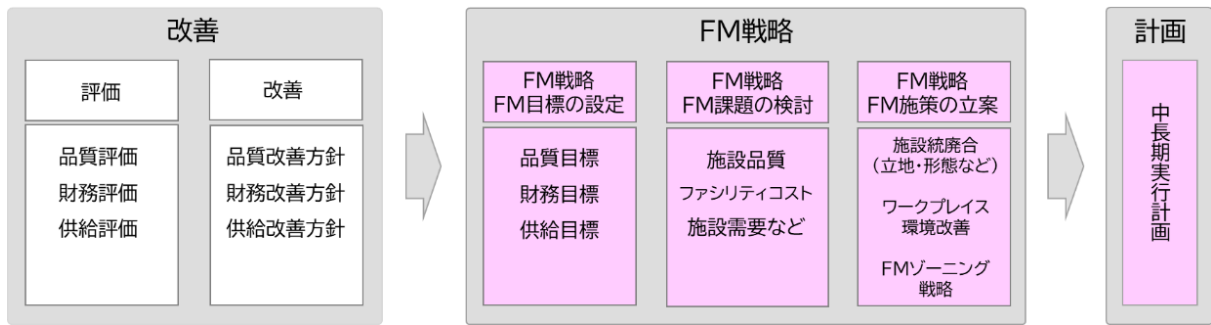 改善
評価
品質評価
財務評価
供給評価
改善
品質改善方針
財務改善方針
供給改善方針
FM戦略
FM戦略
FM目標の設定
品質目標
財務目標
供給目標
FM戦略
FM課題の検討
施設品質
ファシリティコスト
施設需要など
FM戦略
FM施策の立案
施設統廃合
（立地・形態など）
ワークプレイス
環境改善
FMゾーニング
戦略
計画
中長期実行計画